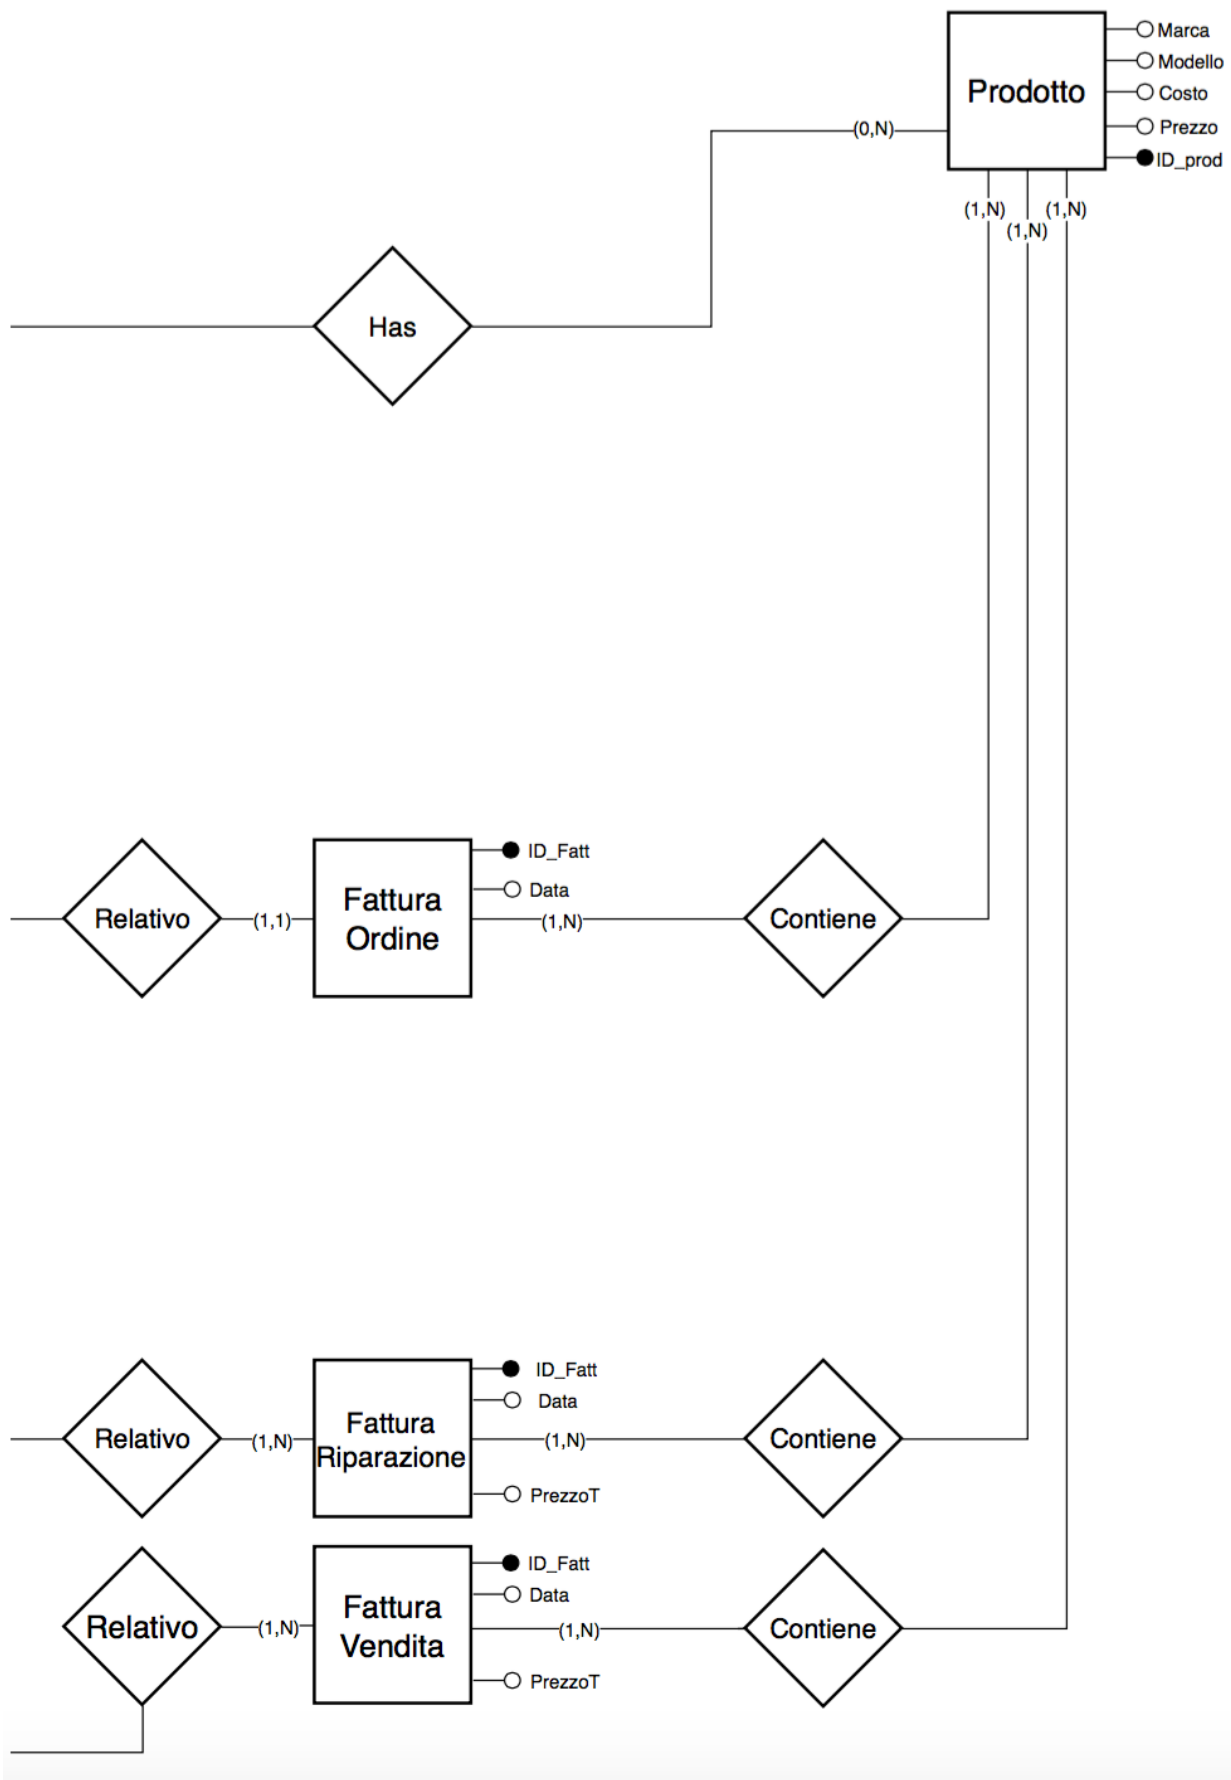 Marca
Modello
Prodotto
Costo
Prezzo
(0,N)
ID_prod
(1,N)
(1,N)
(1,N)
Has
ID_Fatt
Data
Fattura
Ordine
Relativo
(1,1)
(1,N)
Contiene
ID_Fatt
Data
Fattura
Riparazione
Relativo
(1,N)
(1,N)
Contiene
PrezzoT
ID_Fatt
Data
Fattura
Vendita
Relativo
(1,N)
(1,N)
Contiene
PrezzoT